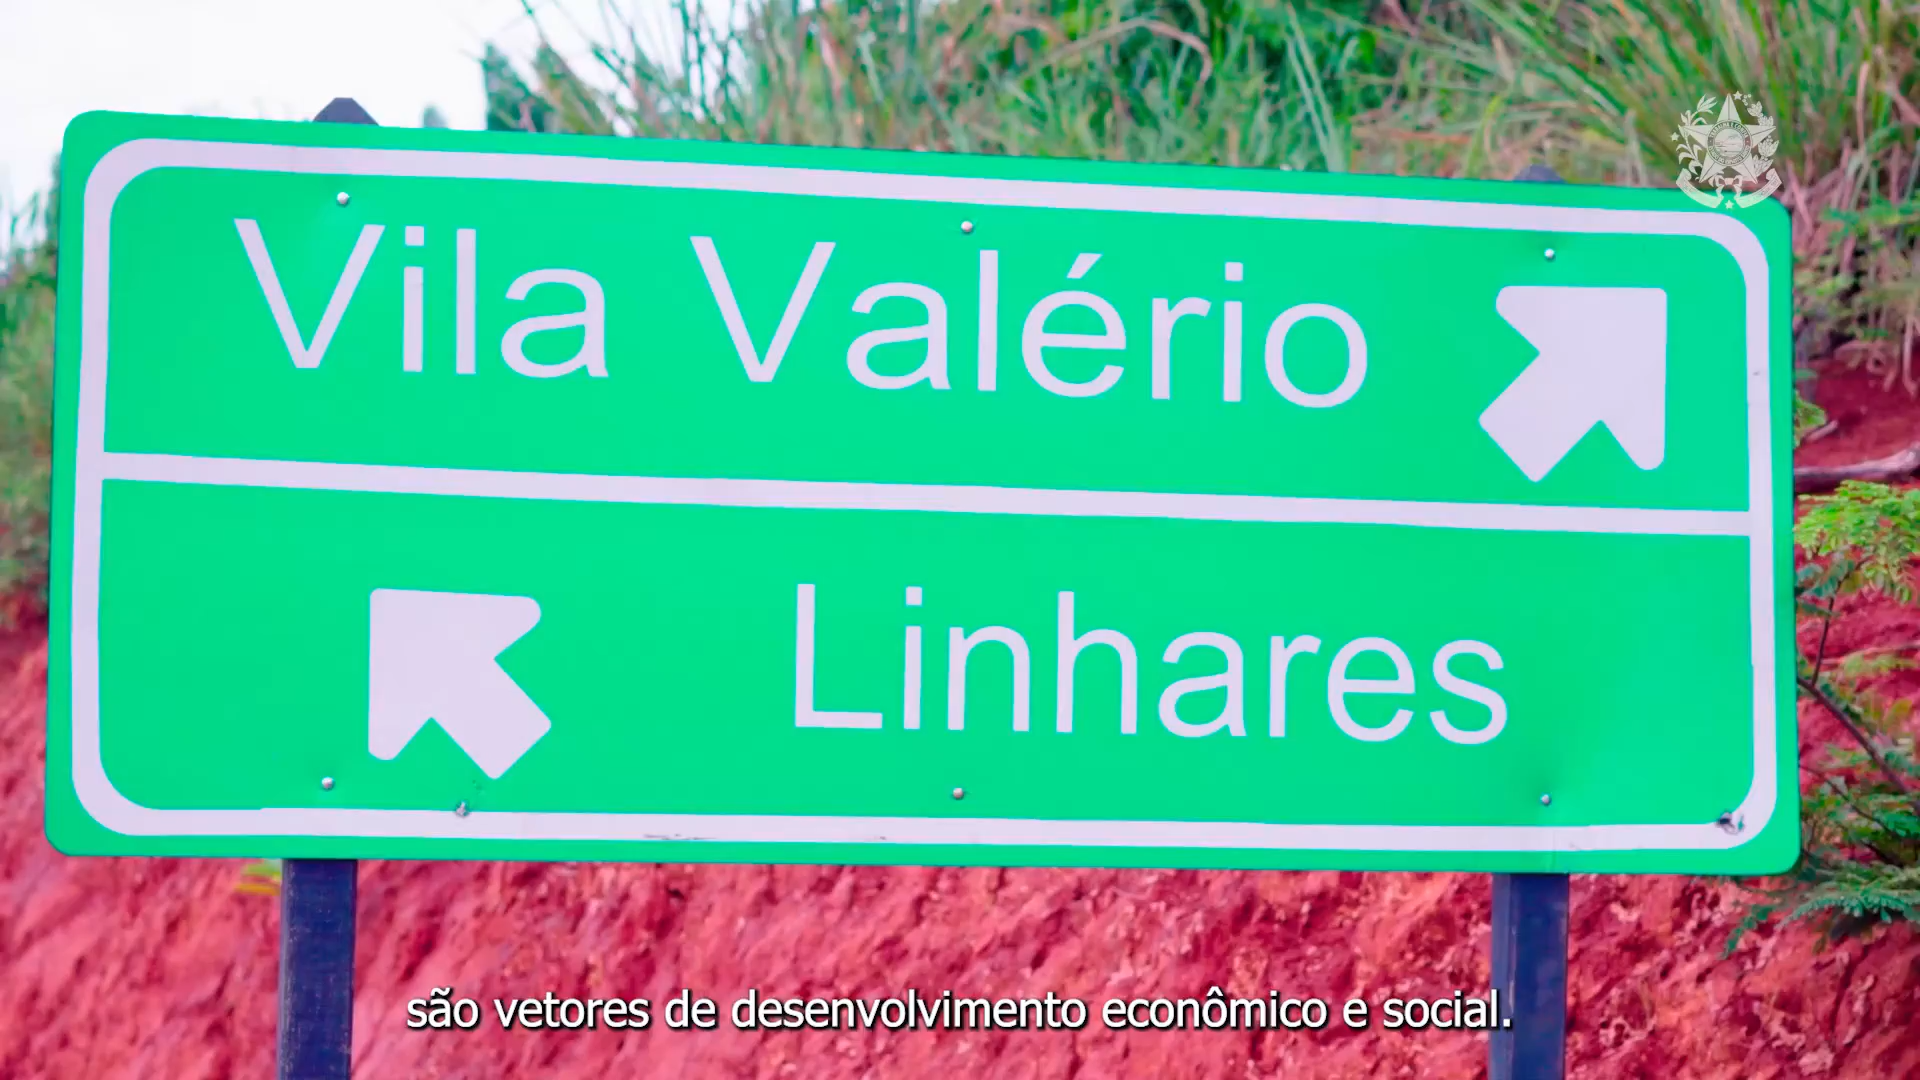 Vila Valério
Linhares
são vetores de desenvolvimento econômico e social.